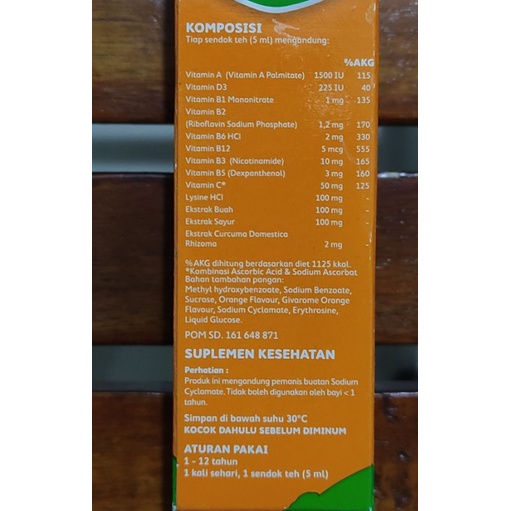 KOMPOSISI
Tiap sendok teh (5 ml) mengandung:
%AKG
Vitamin A (Vitamin A Palmitate) 1500 IU 115
Vitamin D3 225 IU 40
Vitamin B1 Mononitrate 1 mg 135
Vitamin B2
(Riboflavin Sodium Phosphate) 1,2 mg 170
Vitamin B6 HCl 2 mg 330
Vitamin B12 5 mcg 555
Vitamin B3 (Nicotinamide) 10 mg 165
Vitamin B5 (Dexpanthenol) 3 mg 160
Vitamin C* 50 mg 125
Lysine HCl 100 mg -
Ekstrak Buah 100 mg -
Ekstrak Sayur 100 mg -
Ekstrak Curcuma Domestica
Rhizoma 2 mg -
%AKG dihitung berdasarkan diet 1125 kkal.
*Kombinasi Ascorbic Acid & Sodium Ascorbat
Bahan tambahan pangan:
Methyl hydroxybenzoate, Sodium Benzoate,
Sucrose, Orange Flavour, Givarome Orange
Flavour, Sodium Cyclamate, Erythrosine,
Liquid Glucose.
POM SD. 161 648 871
SUPLEMEN KESEHATAN
Perhatian :
Produk ini mengandung pemanis buatan Sodium
Cyclamate. Tidak boleh digunakan oleh bayi < 1
tahun.
Simpan di bawah suhu 30°C
KOCOK DAHULU SEBELUM DIMINUM
ATURAN PAKAI
1 - 12 tahun
1 kali sehari, 1 sendok teh (5 ml)